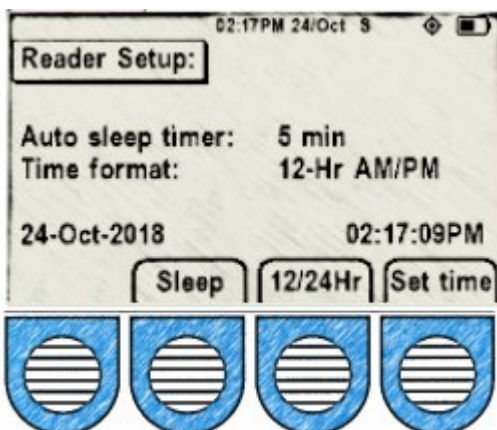 02:17PM 24/Oct S
Reader Setup:
Auto sleep timer: 5 min
Time format: 12-Hr AM/PM
24-Oct-2018 02:17:09PM
Sleep 12/24Hr Set time